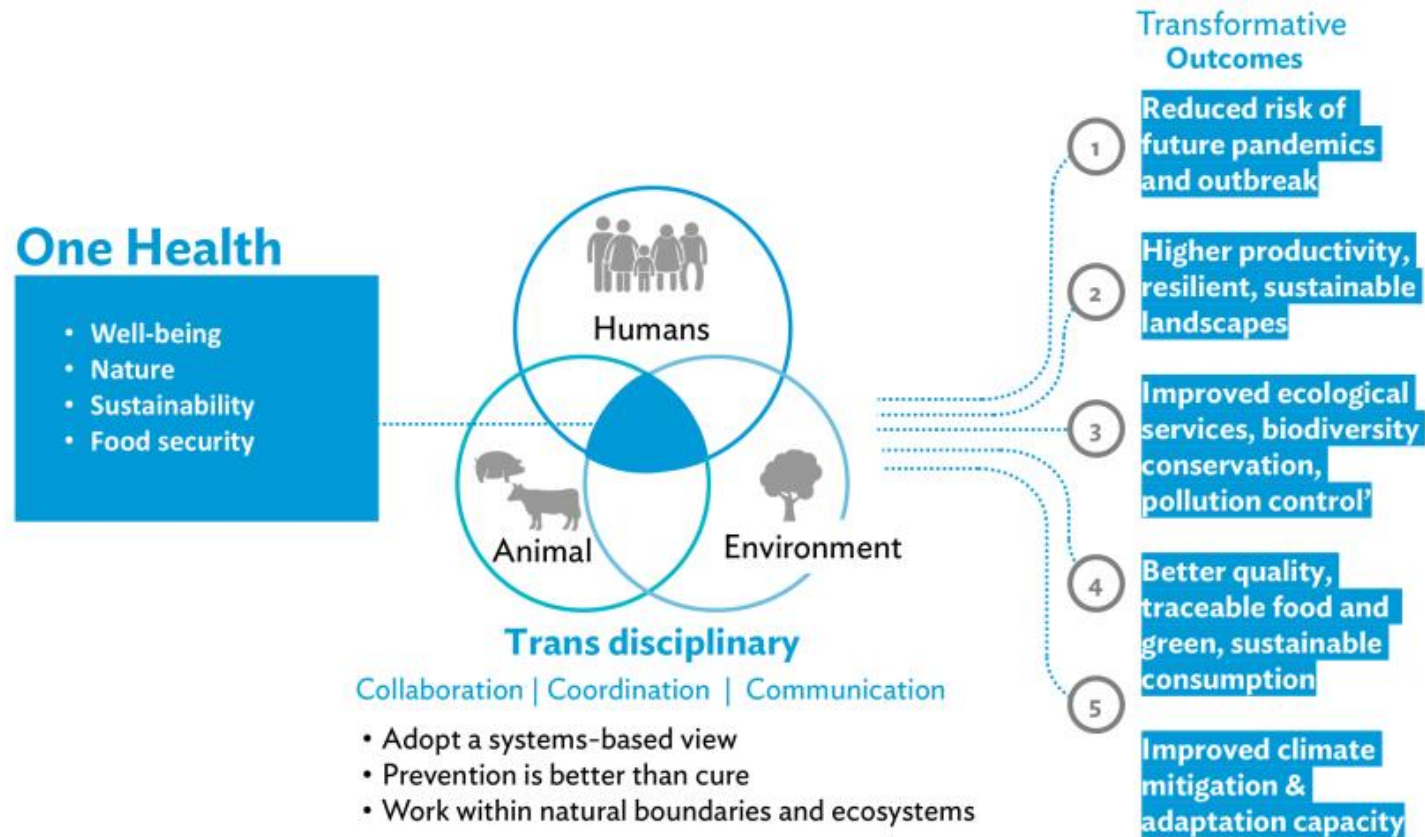 One Health
• Well-being
• Nature
• Sustainability
• Food security
Humans
Animal
Environment
Trans disciplinary
Collaboration | Coordination | Communication
• Adopt a systems-based view
• Prevention is better than cure
• Work within natural boundaries and ecosystems
Transformative
Outcomes
1
Reduced risk of
future pandemics
and outbreak
2
Higher productivity,
resilient, sustainable
landscapes
3
Improved ecological
services, biodiversity
conservation,
pollution control’
4
Better quality,
traceable food and
green, sustainable
consumption
5
Improved climate
mitigation &
adaptation capacity